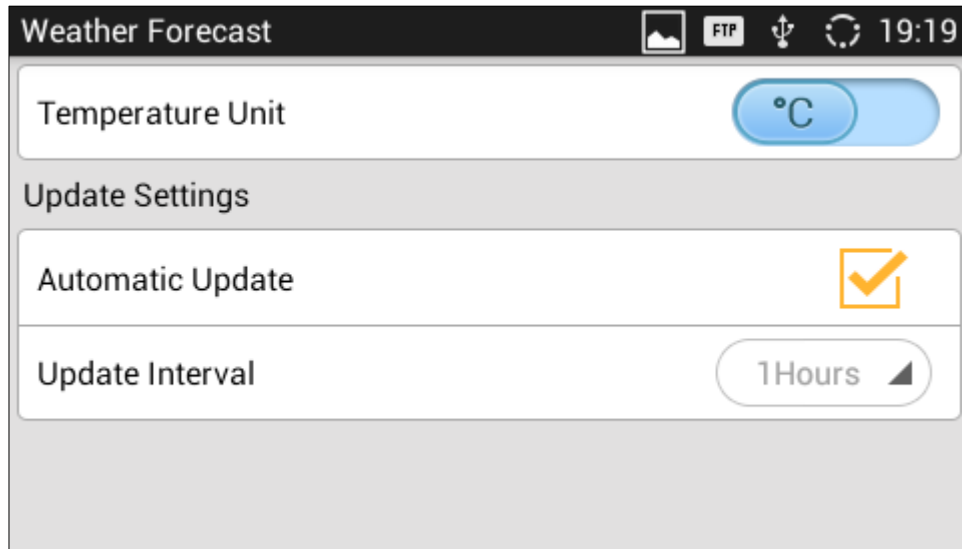 Weather Forecast FTP 19:19
Temperature Unit °C
Update Settings
Automatic Update
Update Interval 1Hours